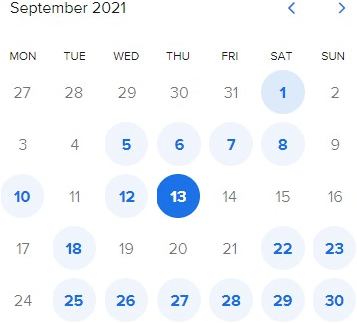 September 2021
MON TUE WED THU FRI SAT SUN
27 28 29 30 31 1 2
3 4 5 6 7 8 9
10 11 12 13 14 15 16
17 18 19 20 21 22 23
24 25 26 27 28 29 30